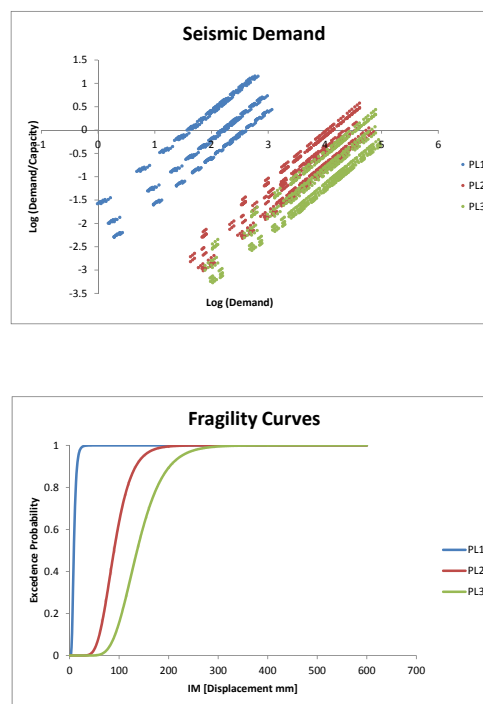 Seismic Demand
1.5
1
0.5
0
-0.5
-1
-1.5
-2
-2.5
-3
-3.5
-1 0 1 2 3 4 5 6
Log (Demand/Capacity)
Log (Demand)
PL1
PL2
PL3
Fragility Curves
1
0.8
0.6
0.4
0.2
0
0 100 200 300 400 500 600 700
Excedence Probability
IM [Displacement mm]
PL1
PL2
PL3